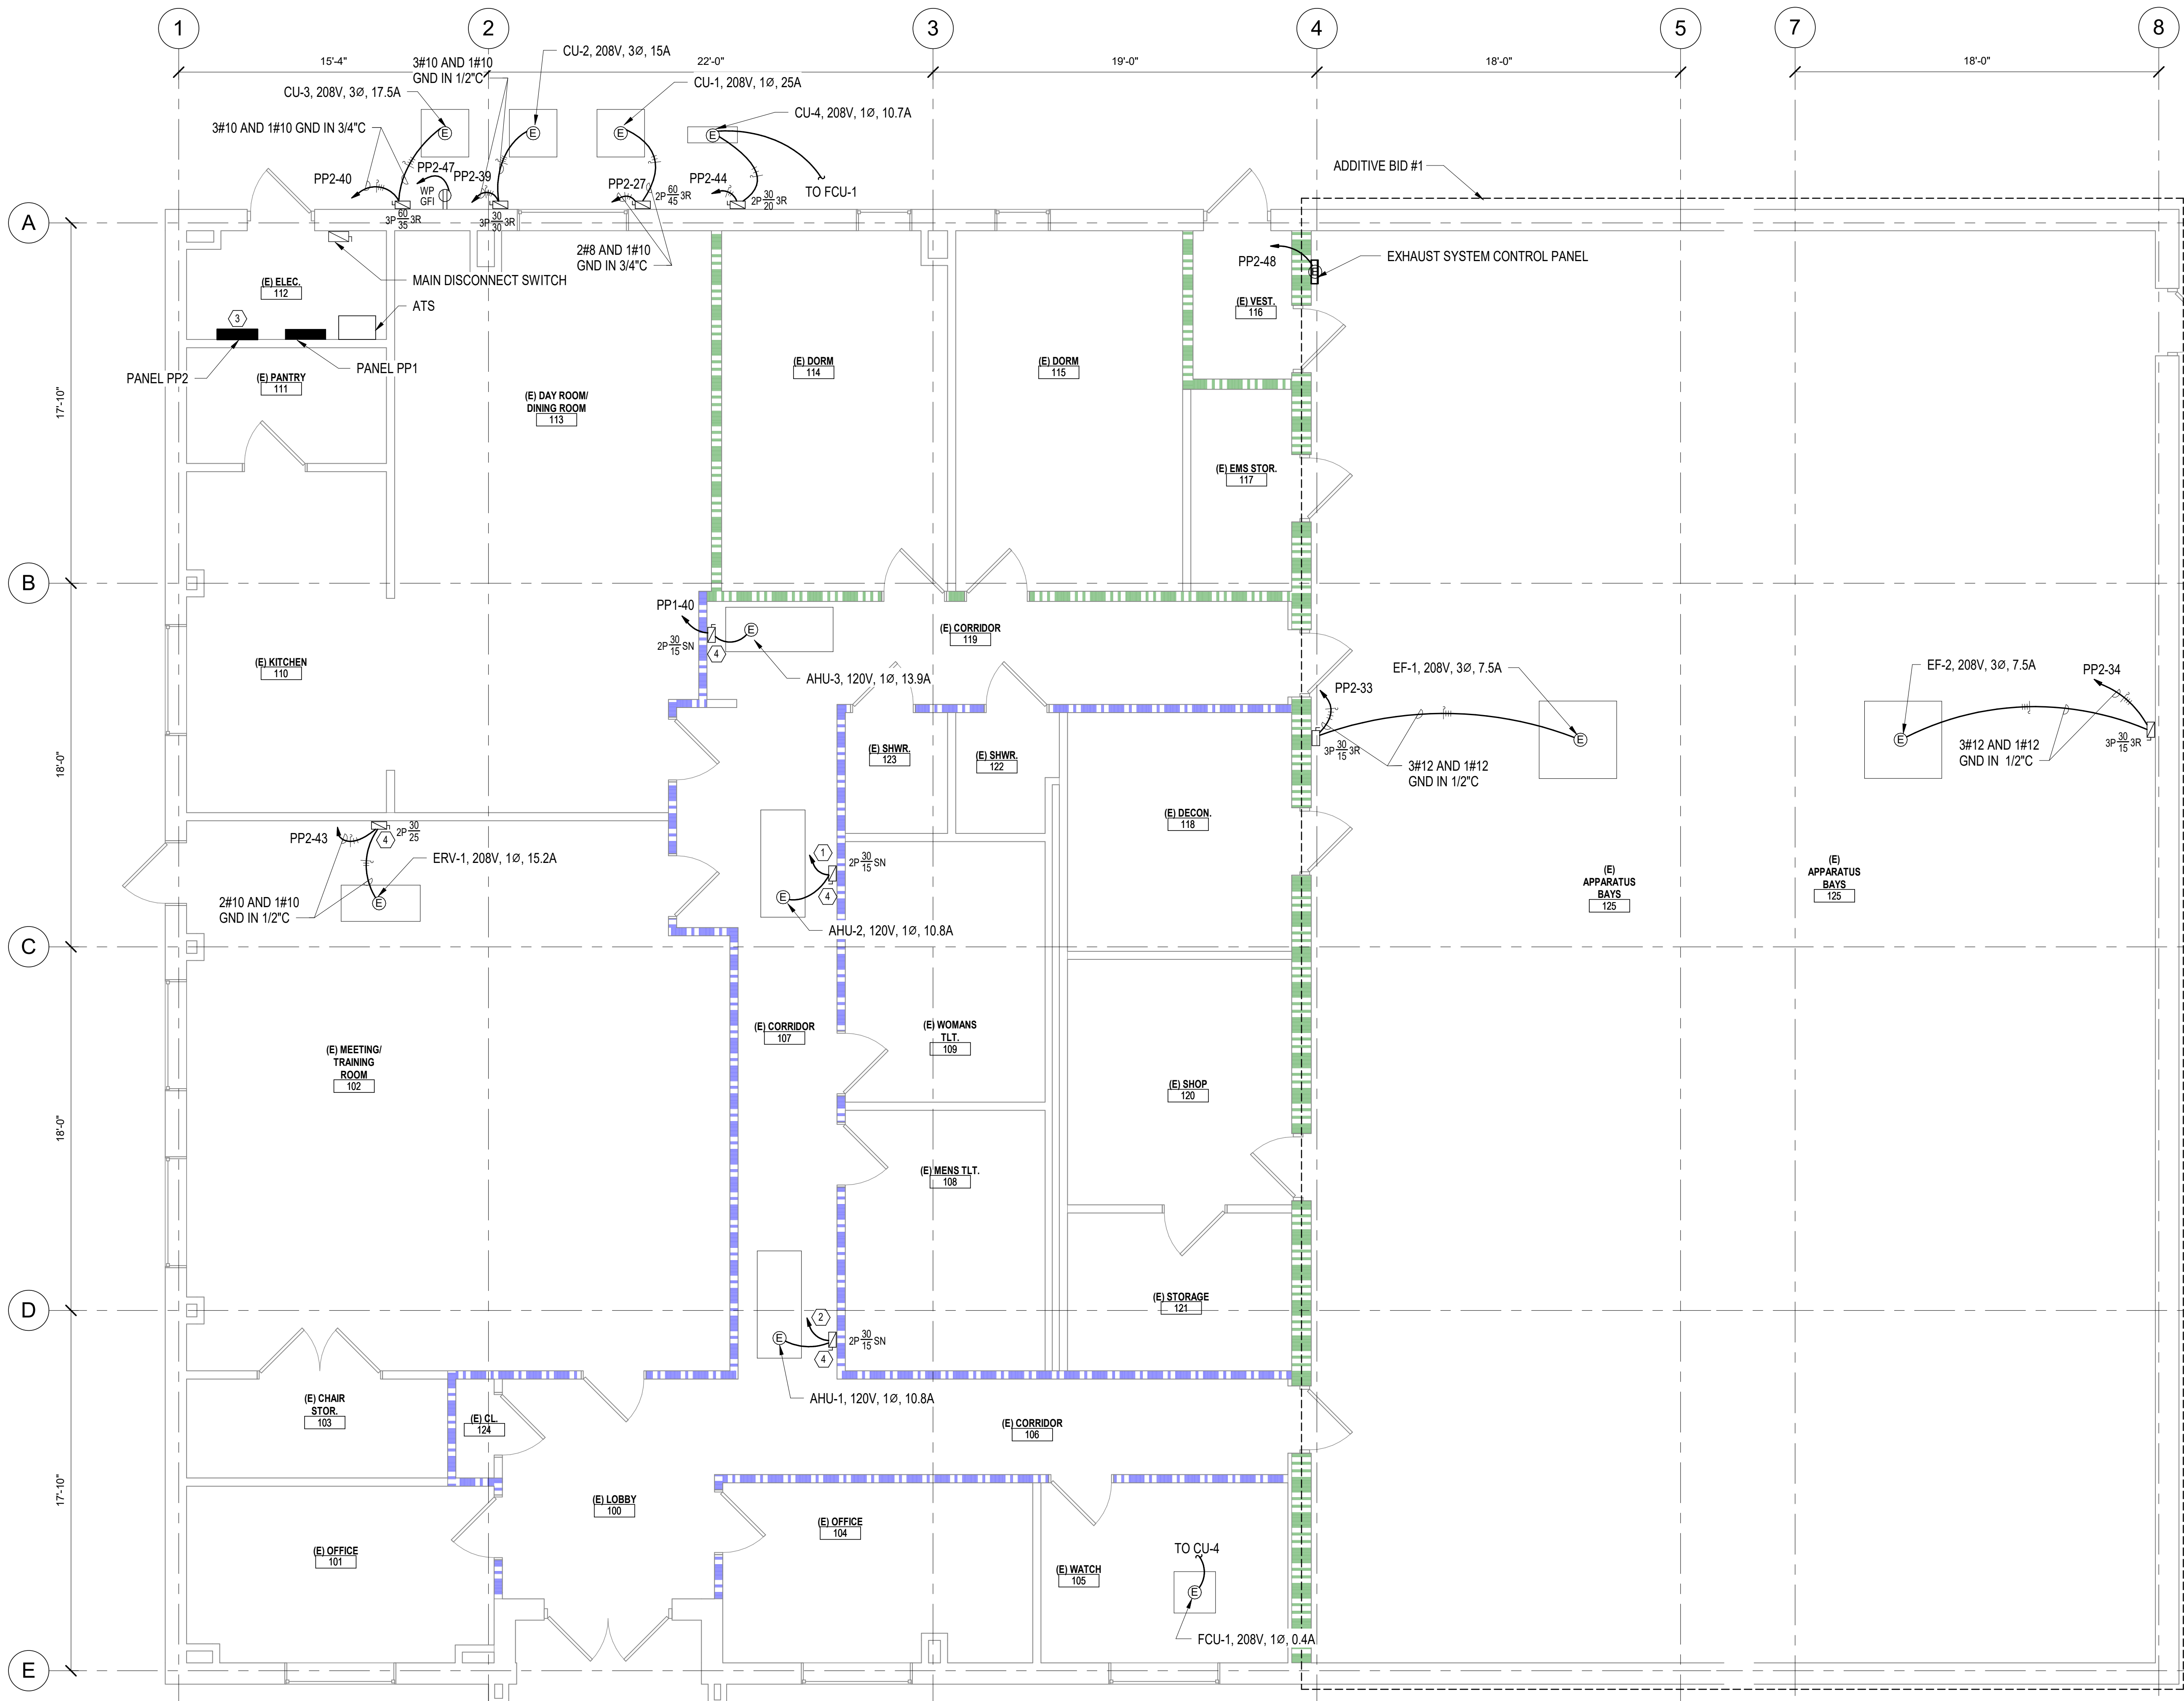 1
2
3
4
5
7
8
15'-4"
22'-0"
19'-0"
18'-0"
18'-0"
CU-2, 208V, 3Ø, 15A
3#10 AND 1#10
GND IN 1/2"C
CU-1, 208V, 1Ø, 25A
CU-3, 208V, 3Ø, 17.5A
CU-4, 208V, 1Ø, 10.7A
3#10 AND 1#10 GND IN 3/4"C
E
E
E
E
ADDITIVE BID #1
PP2-40
PP2-47
PP2-39
PP2-27
PP2-44
TO FCU-1
WP
GFI
3P 60/35 3R
3P 30/30 3R
2P 60/45 3R
2P 30/20 3R
A
2#8 AND 1#10
GND IN 3/4"C
MAIN DISCONNECT SWITCH
EXHAUST SYSTEM CONTROL PANEL
PP2-48
E
(E) ELEC.
112
ATS
3
(E) VEST.
116
PANEL PP2
PANEL PP1
(E) PANTRY
111
(E) DAY ROOM/
DINING ROOM
113
(E) DORM
114
(E) DORM
115
17'-10"
(E) EMS STOR.
117
B
PP1-40
2P 30/15 SN
4
E
(E) CORRIDOR
119
AHU-3, 120V, 1Ø, 13.9A
(E) KITCHEN
110
EF-1, 208V, 3Ø, 7.5A
EF-2, 208V, 3Ø, 7.5A
PP2-33
PP2-34
E
E
3P 30/15 3R
3#12 AND 1#12
GND IN 1/2"C
3#12 AND 1#12
GND IN 1/2"C
3P 30/15 3R
18'-0"
(E) SHWR.
123
(E) SHWR.
122
(E) DECON.
118
PP2-43
4
2P 30/25
ERV-1, 208V, 1Ø, 15.2A
E
2#10 AND 1#10
GND IN 1/2"C
1
2P 30/15 SN
4
E
AHU-2, 120V, 1Ø, 10.8A
(E)
APPARATUS
BAYS
125
(E)
APPARATUS
BAYS
125
C
(E) MEETING/
TRAINING
ROOM
102
(E) CORRIDOR
107
(E) WOMANS
TLT.
109
(E) SHOP
120
18'-0"
(E) MENS TLT.
108
D
(E) STORAGE
121
2
2P 30/15 SN
4
E
AHU-1, 120V, 1Ø, 10.8A
(E) CHAIR
STOR.
103
(E) CL.
124
(E) CORRIDOR
106
17'-10"
(E) LOBBY
100
(E) OFFICE
104
(E) OFFICE
101
(E) WATCH
105
TO CU-4
E
FCU-1, 208V, 1Ø, 0.4A
E